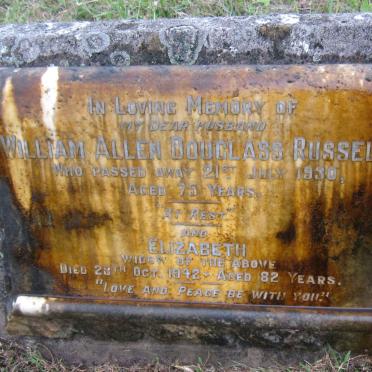 IN LOVING MEMORY OF
MY DEAR HUSBAND
WILLIAM ALLEN DOUGLASS RUSSEL
WHO PASSED AWAY 21ST JULY 1930,
AGED 75 YEARS.
"AT REST"
AND
ELIZABETH
WIDOW OF THE ABOVE
DIED 28TH OCT. 1942 - AGED 82 YEARS.
"LOVE AND PEACE BE WITH YOU."